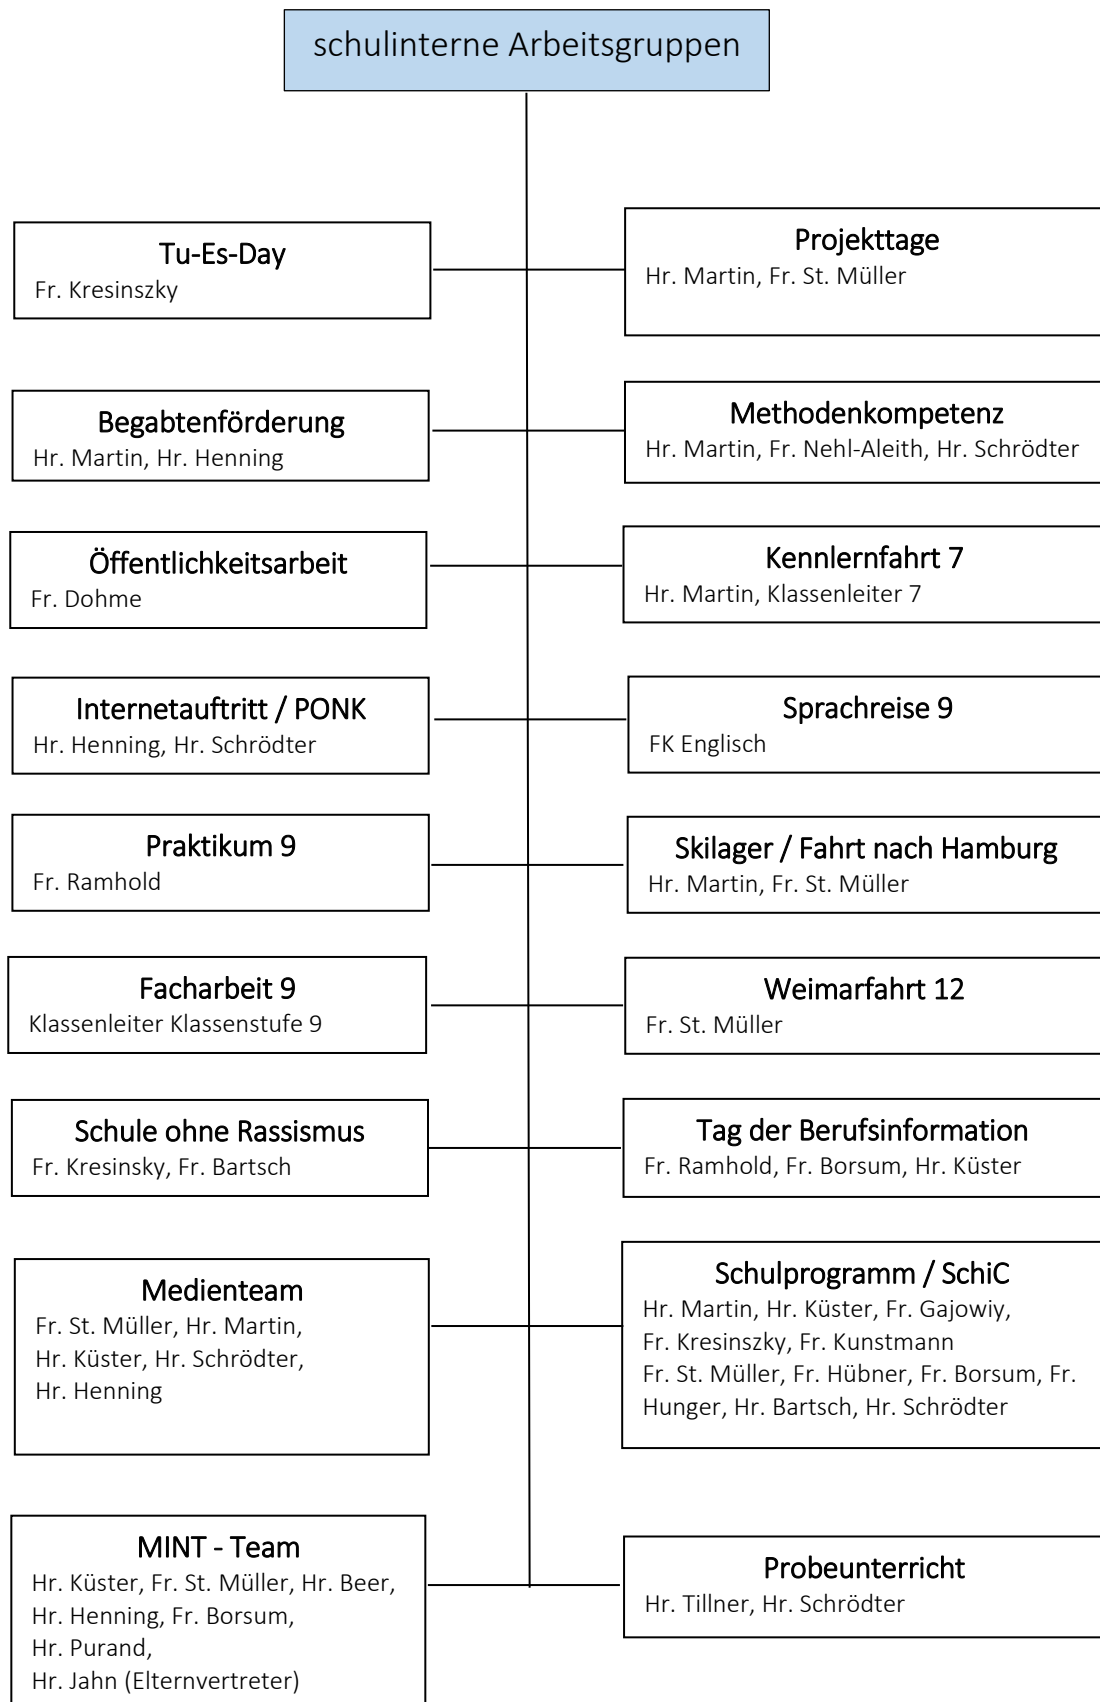 schulinterne Arbeitsgruppen
Tu-Es-Day
Fr. Kresinszky
Projekttage
Hr. Martin, Fr. St. Müller
Begabtenförderung
Hr. Martin, Hr. Henning
Methodenkompetenz
Hr. Martin, Fr. Nehl-Aleith, Hr. Schrödter
Öffentlichkeitsarbeit
Fr. Dohme
Kennlernfahrt 7
Hr. Martin, Klassenleiter 7
Internetauftritt / PONK
Hr. Henning, Hr. Schrödter
Sprachreise 9
FK Englisch
Praktikum 9
Fr. Ramhold
Skilager / Fahrt nach Hamburg
Hr. Martin, Fr. St. Müller
Facharbeit 9
Klassenleiter Klassenstufe 9
Weimarfahrt 12
Fr. St. Müller
Schule ohne Rassismus
Fr. Kresinsky, Fr. Bartsch
Tag der Berufsinformation
Fr. Ramhold, Fr. Borsum, Hr. Küster
Medienteam
Fr. St. Müller, Hr. Martin,
Hr. Küster, Hr. Schrödter,
Hr. Henning
Schulprogramm / SchiC
Hr. Martin, Hr. Küster, Fr. Gajowiy,
Fr. Kresinszky, Fr. Kunstmann
Fr. St. Müller, Fr. Hübner, Fr. Borsum, Fr.
Hunger, Hr. Bartsch, Hr. Schrödter
MINT - Team
Hr. Küster, Fr. St. Müller, Hr. Beer,
Hr. Henning, Fr. Borsum,
Hr. Purand,
Hr. Jahn (Elternvertreter)
Probeunterricht
Hr. Tillner, Hr. Schrödter